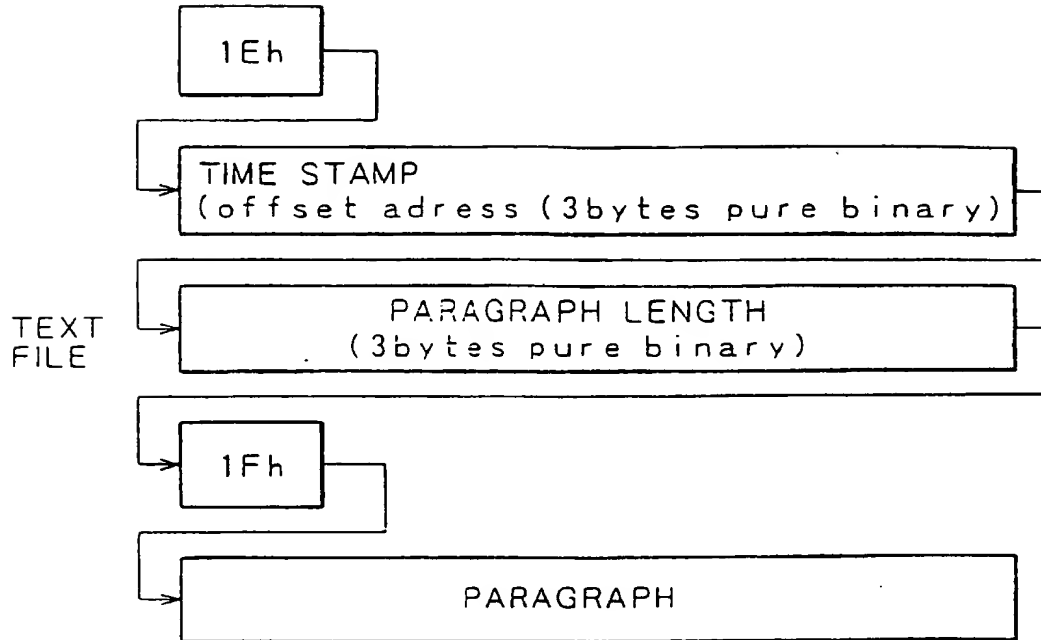 1Eh
TIME STAMP
(offset adress (3bytes pure binary)
PARAGRAPH LENGTH
(3bytes pure binary)
TEXT
FILE
1Fh
PARAGRAPH